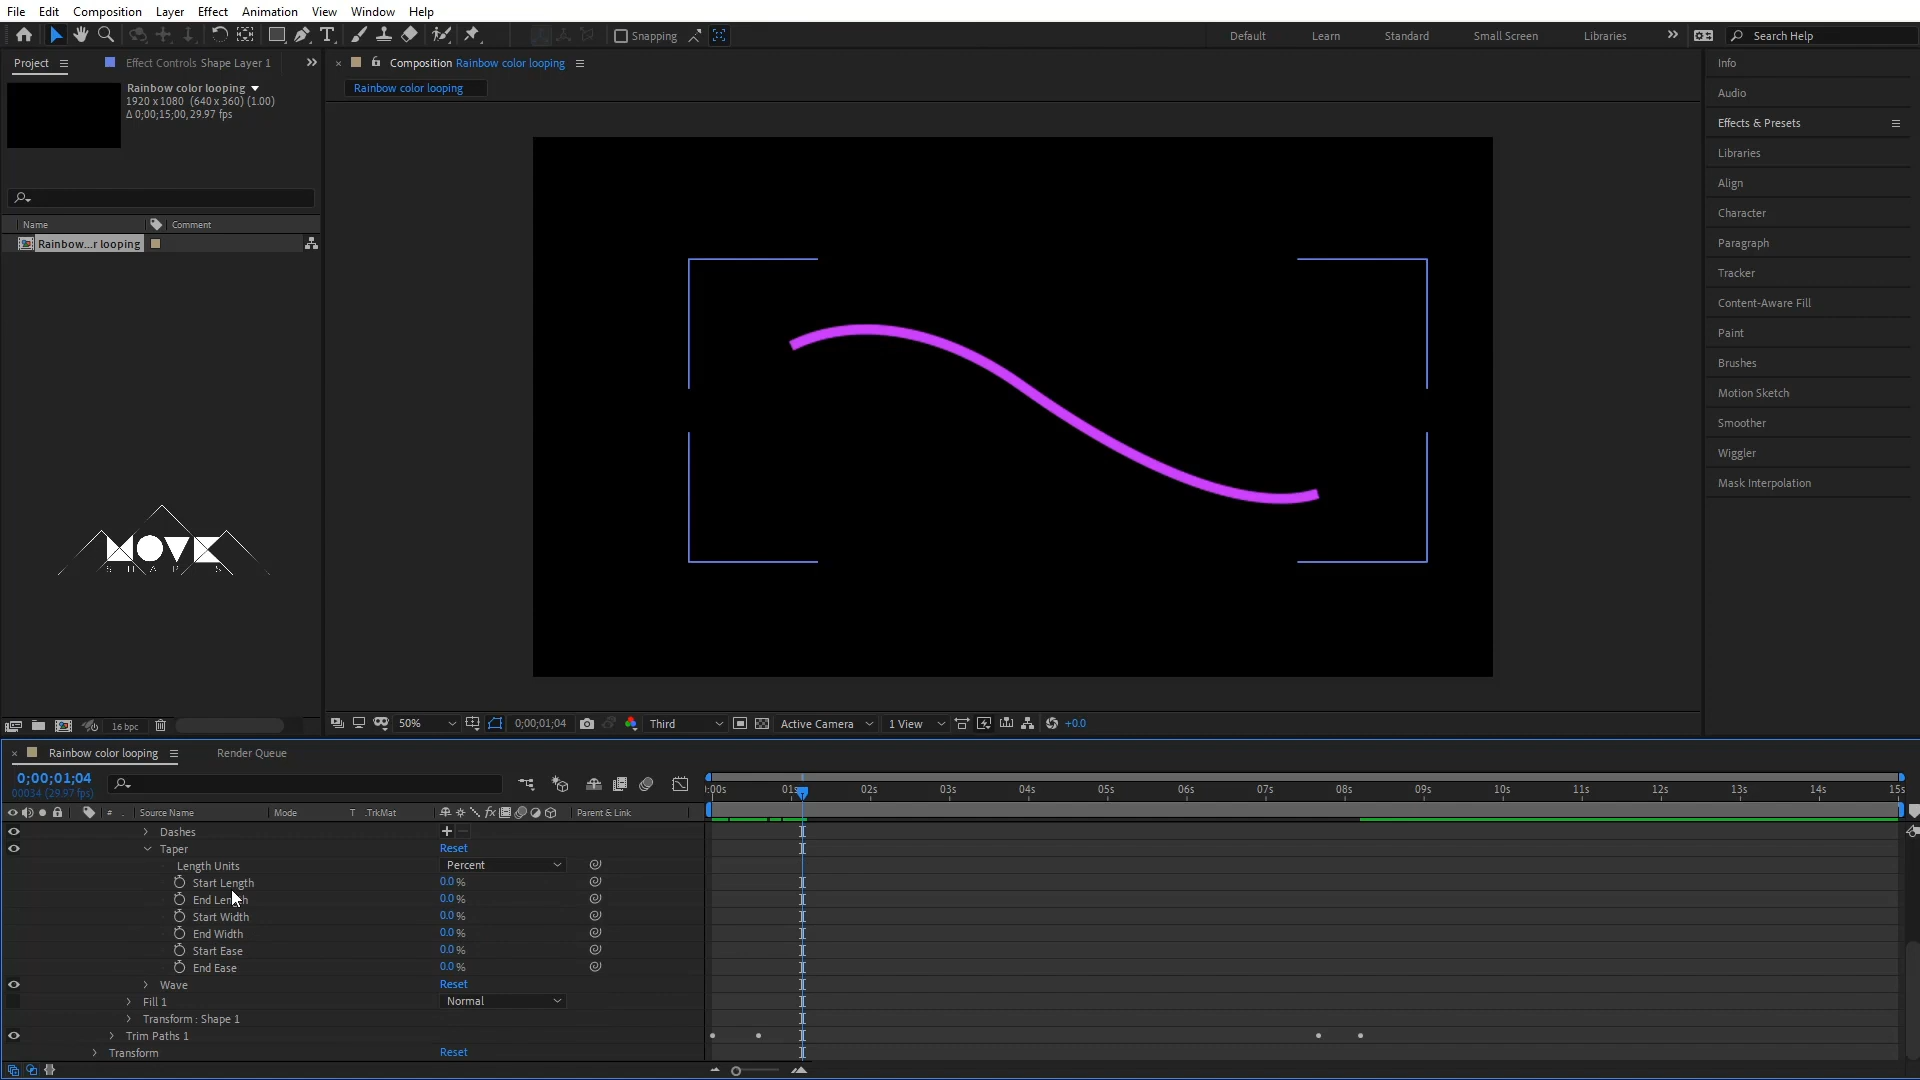 File Edit Composition Layer Effect Animation View Window Help
Snapping Default Learn Standard Small Screen Libraries Search Help
Project Effect Controls Shape Layer 1
Composition Rainbow color looping
Rainbow color looping
Rainbow color looping
1920 x 1080 (640 x 360) (1.00)
Δ 0;00;15;00, 29.97 fps
Name Comment
Rainbow...r looping
MOVE
SHAPS
Info
Audio
Effects & Presets
Libraries
Align
Character
Paragraph
Tracker
Content-Aware Fill
Paint
Brushes
Motion Sketch
Smoother
Wiggler
Mask Interpolation
16 bpc
50% 0;00;01;04 Third Active Camera 1 View +0.0
Rainbow color looping Render Queue
0;00;01;04
00034 (29.97 fps)
:00s 01s 02s 03s 04s 05s 06s 07s 08s 09s 10s 11s 12s 13s 14s 15s
# . Source Name Mode T .TrkMat fx Parent & Link
Dashes + −
Taper Reset
Length Units Percent
Start Length 0.0 %
End Length 0.0 %
Start Width 0.0 %
End Width 0.0 %
Start Ease 0.0 %
End Ease 0.0 %
Wave Reset
Fill 1 Normal
Transform : Shape 1
Trim Paths 1
Transform Reset